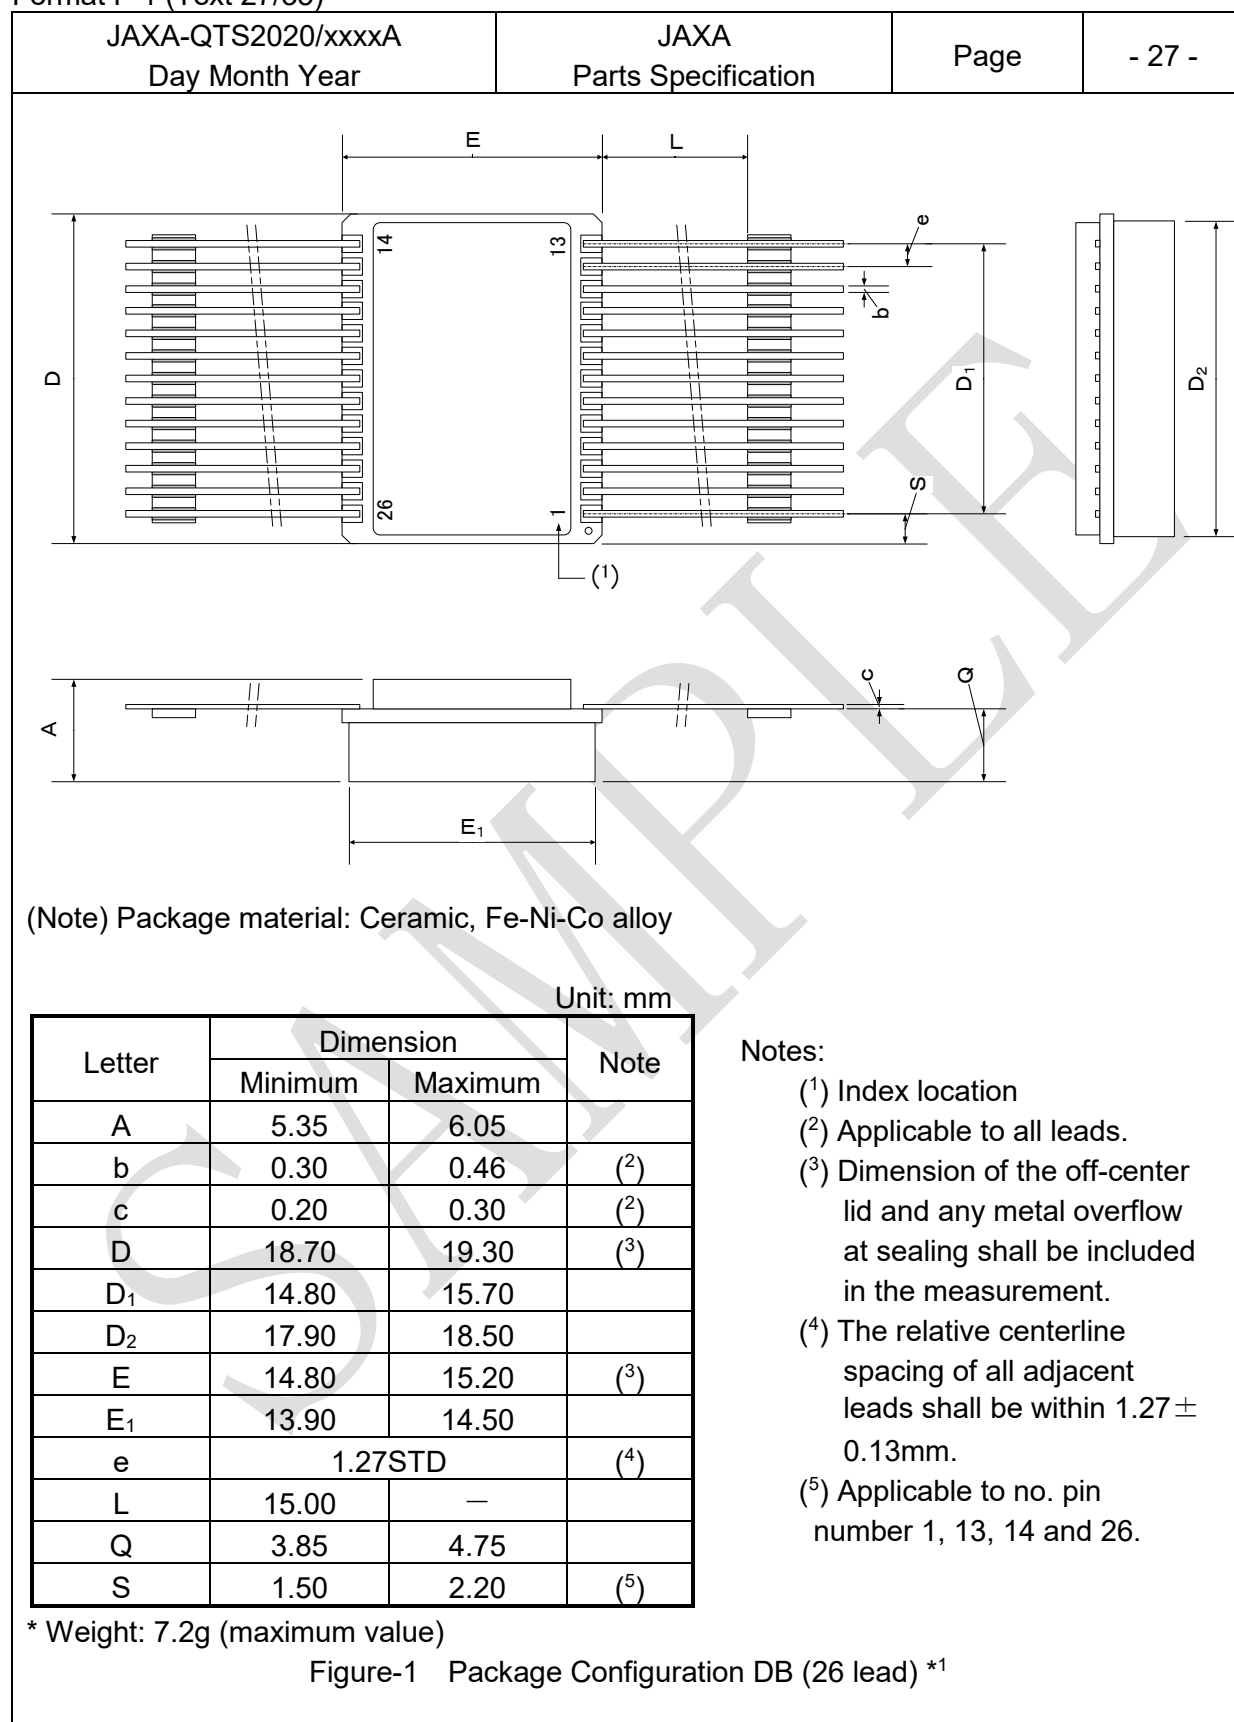 JAXA-QTS2020/xxxxA
Day Month Year
JAXA
Parts Specification
Page
- 27 -
E
L
e
14
13
b
D
D1
D2
S
26
1
(1)
c
Q
A
E1
(Note) Package material: Ceramic, Fe-Ni-Co alloy
Unit: mm
Letter Dimension Note
Minimum Maximum
A 5.35 6.05
b 0.30 0.46 (2)
c 0.20 0.30 (2)
D 18.70 19.30 (3)
D1 14.80 15.70
D2 17.90 18.50
E 14.80 15.20 (3)
E1 13.90 14.50
e 1.27STD (4)
L 15.00 —
Q 3.85 4.75
S 1.50 2.20 (5)
Notes:
(1) Index location
(2) Applicable to all leads.
(3) Dimension of the off-center
lid and any metal overflow
at sealing shall be included
in the measurement.
(4) The relative centerline
spacing of all adjacent
leads shall be within 1.27±
0.13mm.
(5) Applicable to no. pin
number 1, 13, 14 and 26.
* Weight: 7.2g (maximum value)
Figure-1 Package Configuration DB (26 lead) *1
SAMPLE